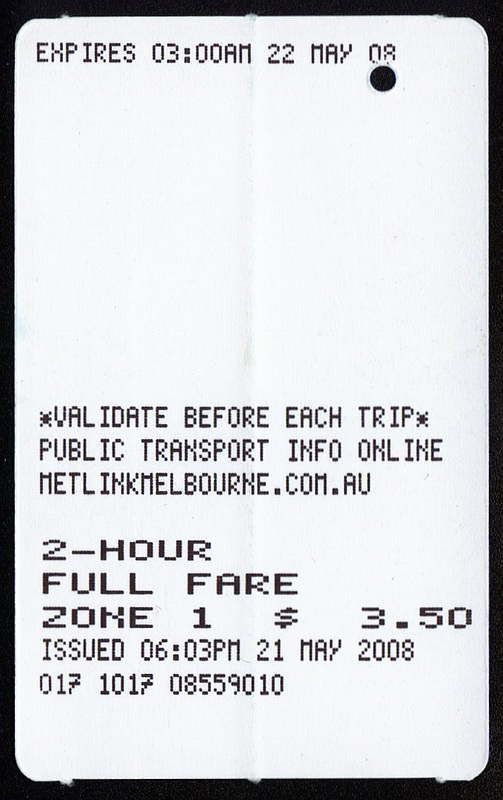 EXPIRES 03:00AM 22 MAY 08
*VALIDATE BEFORE EACH TRIP*
PUBLIC TRANSPORT INFO ONLINE
METLINKMELBOURNE.COM.AU
2-HOUR
FULL FARE
ZONE 1 $ 3.50
ISSUED 06:03PM 21 MAY 2008
017 1017 08559010